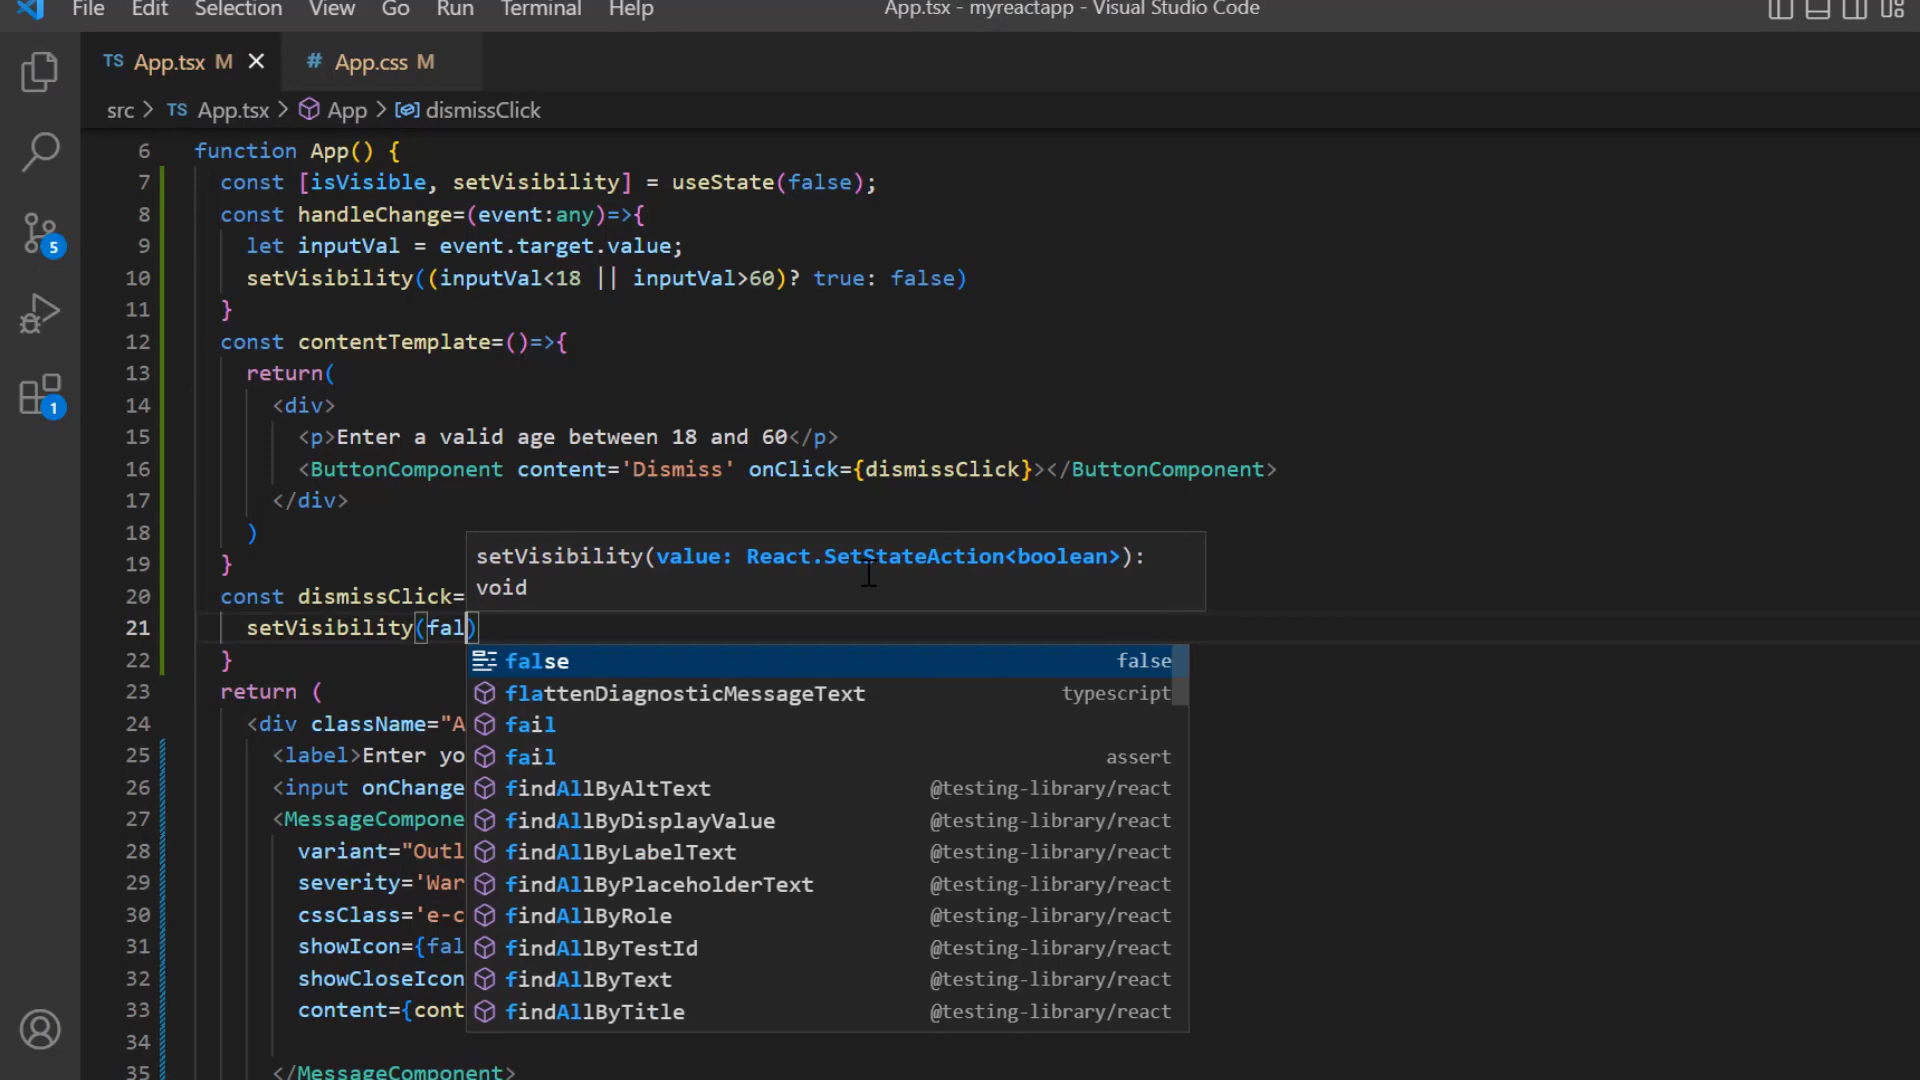 File Edit Selection View Go Run Terminal Help App.tsx - myreactapp - Visual Studio Code
TS App.tsx M # App.css M
src > TS App.tsx > App > dismissClick
6 function App() {
7 const [isVisible, setVisibility] = useState(false);
8 const handleChange=(event:any)=>{
9 let inputVal = event.target.value;
10 setVisibility((inputVal<18 || inputVal>60)? true: false)
11 }
12 const contentTemplate=()=>{
13 return(
14 <div>
15 <p>Enter a valid age between 18 and 60</p>
16 <ButtonComponent content='Dismiss' onClick={dismissClick}></ButtonComponent>
17 </div>
18 )
19 }
setVisibility(value: React.SetStateAction<boolean>):
void
20 const dismissClick=
21 setVisibility(fal)
22 }
23 return (
24 <div className="A
25 <label>Enter yo
26 <input onChange
27 <MessageCompone
28 variant="Outl
29 severity='War
30 cssClass='e-c
31 showIcon={fal
32 showCloseIcon
33 content={cont
34
35 </MessageComponent>
false false
flattenDiagnosticMessageText typescript
fail
fail assert
findAllByAltText @testing-library/react
findAllByDisplayValue @testing-library/react
findAllByLabelText @testing-library/react
findAllByPlaceholderText @testing-library/react
findAllByRole @testing-library/react
findAllByTestId @testing-library/react
findAllByText @testing-library/react
findAllByTitle @testing-library/react
5
1